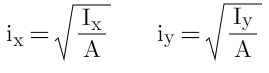 i_x = √(I_x / A)    i_y = √(I_y / A)